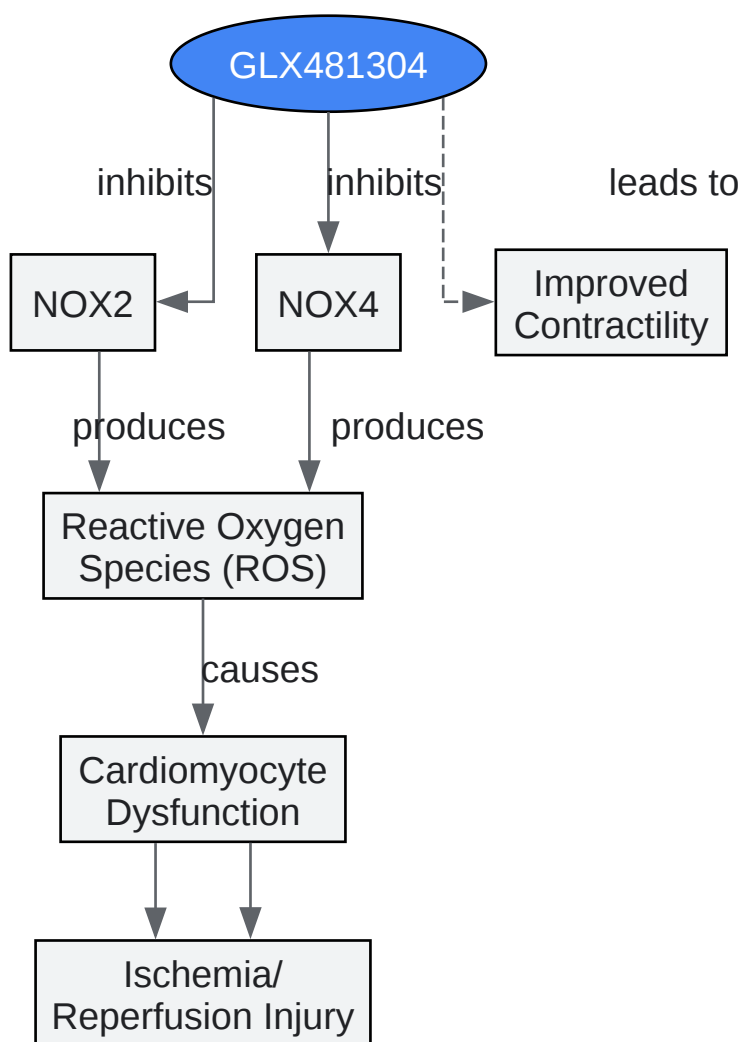 GLX481304
inhibits
inhibits
leads to
NOX2
NOX4
Improved
Contractility
produces
produces
Reactive Oxygen
Species (ROS)
causes
Cardiomyocyte
Dysfunction
Ischemia/
Reperfusion Injury